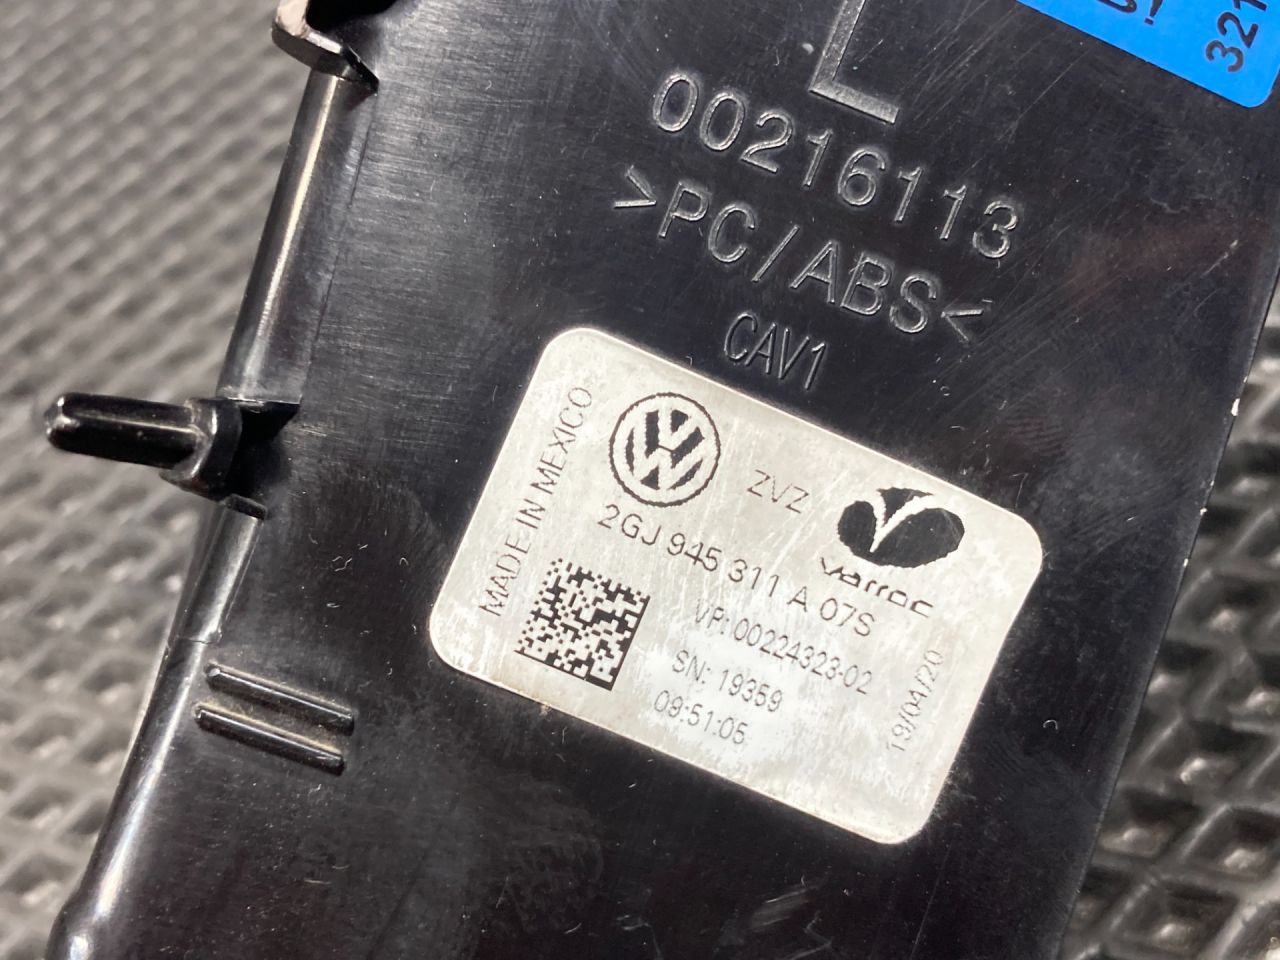 321
L
00216113
>PC/ABS<
CAV1
MADE IN MEXICO
ZVZ
varroc
2GJ 945 311 A 07S
VP: 00224323-02
SN: 19359
09:51:05
19/04/20